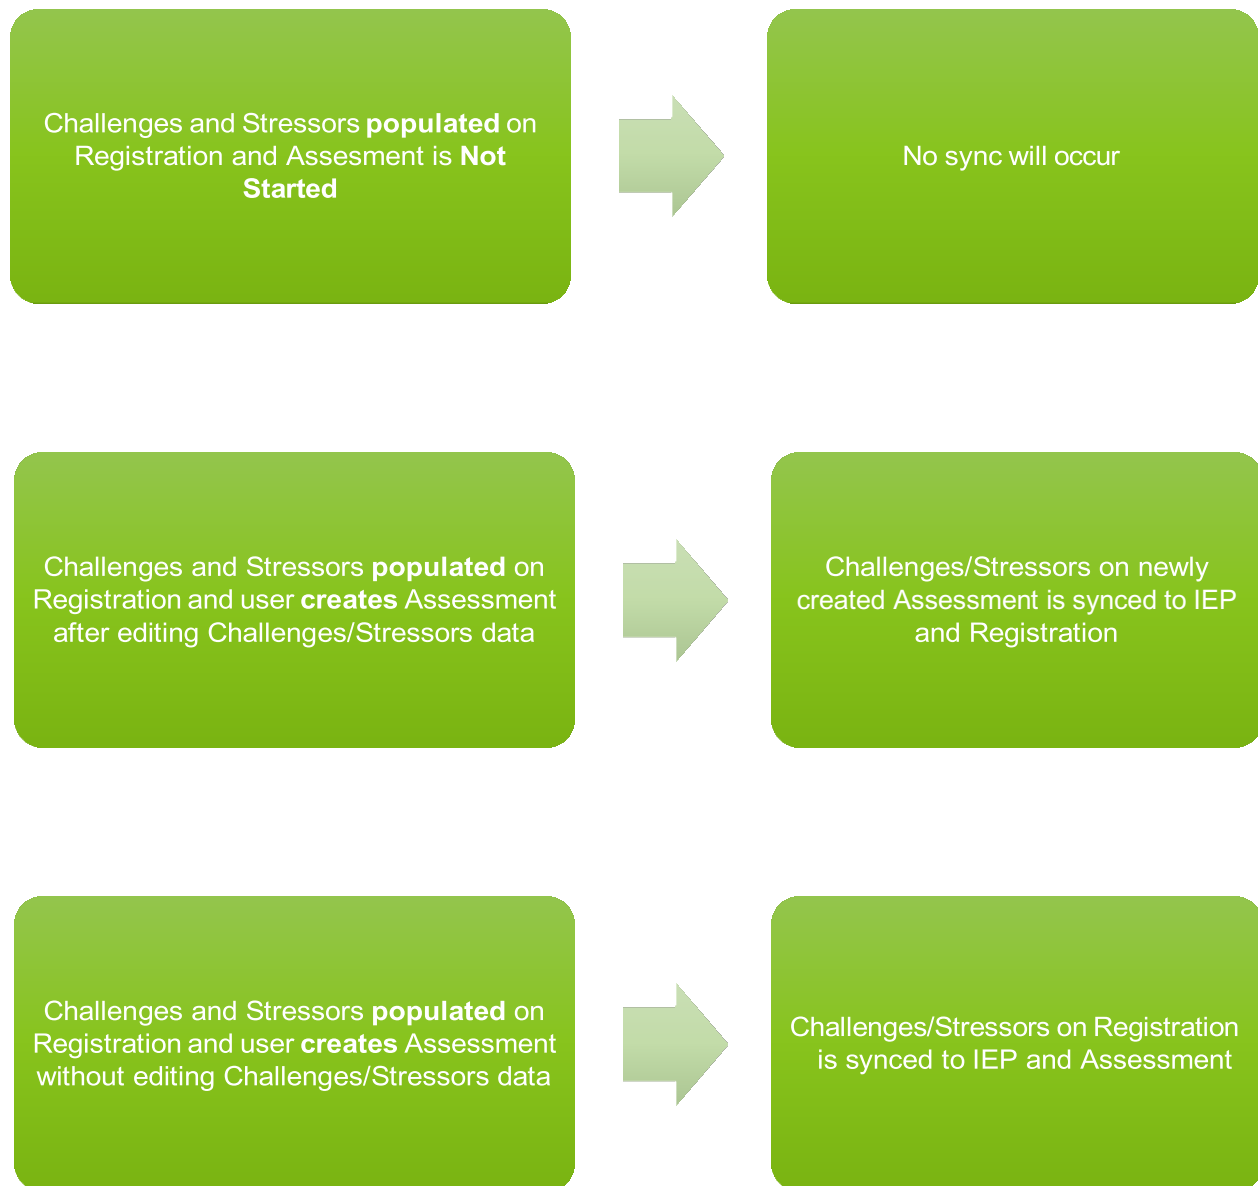 Challenges and Stressors populated on
Registration and Assesment is Not
Started
No sync will occur
Challenges and Stressors populated on
Registration and user creates Assessment
after editing Challenges/Stressors data
Challenges/Stressors on newly
created Assessment is synced to IEP
and Registration
Challenges and Stressors populated on
Registration and user creates Assessment
without editing Challenges/Stressors data
Challenges/Stressors on Registration
is synced to IEP and Assessment